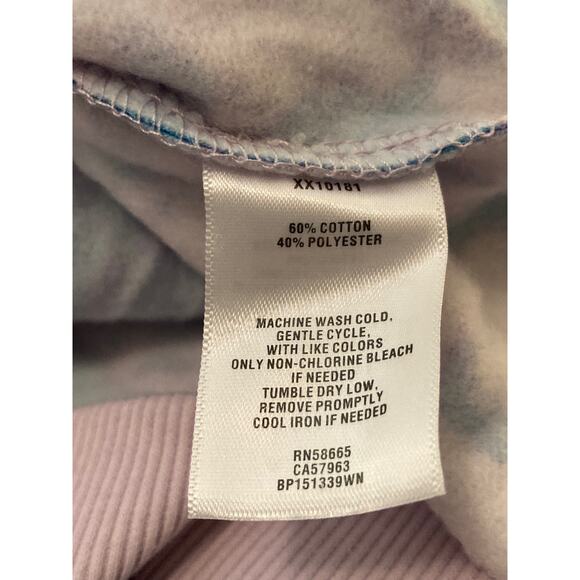 XX10181
60% COTTON
40% POLYESTER
MACHINE WASH COLD,
GENTLE CYCLE,
WITH LIKE COLORS
ONLY NON-CHLORINE BLEACH
IF NEEDED
TUMBLE DRY LOW,
REMOVE PROMPTLY
COOL IRON IF NEEDED
RN58665
CA57963
BP151339WN